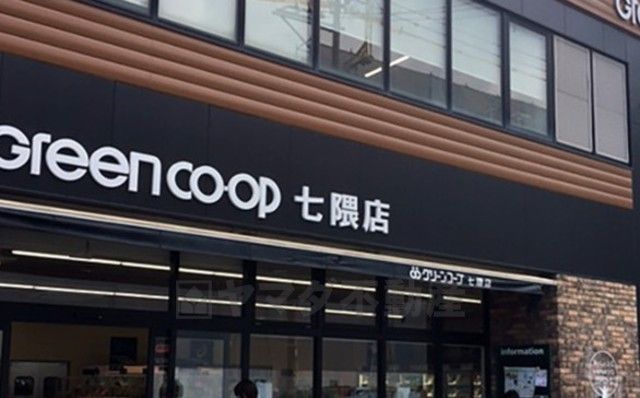 Green CO-OP 七隈店
グリーンコープ 七隈店
ヤマダ不動産
information